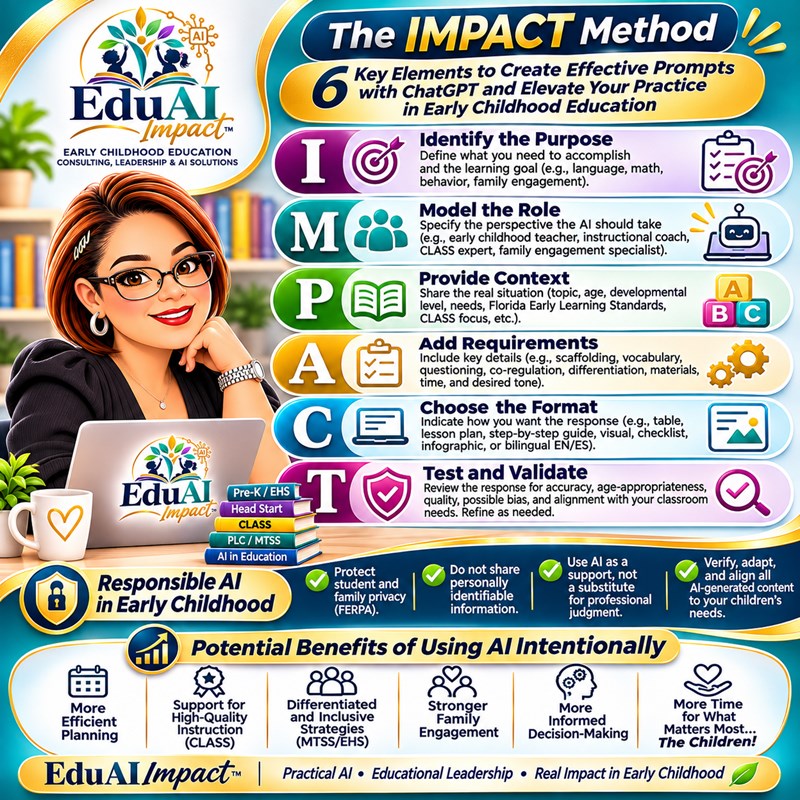 AI
EduAI
Impact™
EARLY CHILDHOOD EDUCATION
CONSULTING, LEADERSHIP & AI SOLUTIONS
The IMPACT Method
6 Key Elements to Create Effective Prompts
with ChatGPT and Elevate Your Practice
in Early Childhood Education
I
Identify the Purpose
Define what you need to accomplish
and the learning goal (e.g., language, math,
behavior, family engagement).
M
Model the Role
Specify the perspective the AI should take
(e.g., early childhood teacher, instructional coach,
CLASS expert, family engagement specialist).
P
Provide Context
Share the real situation (topic, age, developmental
level, needs, Florida Early Learning Standards,
CLASS focus, etc.).
A
B C
A
Add Requirements
Include key details (e.g., scaffolding, vocabulary,
questioning, co-regulation, differentiation, materials,
time, and desired tone).
C
Choose the Format
Indicate how you want the response (e.g., table,
lesson plan, step-by-step guide, visual, checklist,
infographic, or bilingual EN/ES).
T
Test and Validate
Review the response for accuracy, age-appropriateness,
quality, possible bias, and alignment with your classroom
needs. Refine as needed.
AI
EduAI
Impact™
Pre-K / EHS
Head Start
CLASS
PLC / MTSS
AI in Education
Responsible AI
in Early Childhood
Protect
student and
family privacy
(FERPA).
Do not share
personally
identifiable
information.
Use AI as a
support, not
a substitute
for professional
judgment.
Verify, adapt,
and align all
AI-generated content
to your children's
needs.
Potential Benefits of Using AI Intentionally
More
Efficient
Planning
Support for
High-Quality
Instruction
(CLASS)
Differentiated
and Inclusive
Strategies
(MTSS/EHS)
Stronger
Family
Engagement
More
Informed
Decision-Making
More Time
for What
Matters Most...
The Children!
EduAI Impact™ | Practical AI • Educational Leadership • Real Impact in Early Childhood